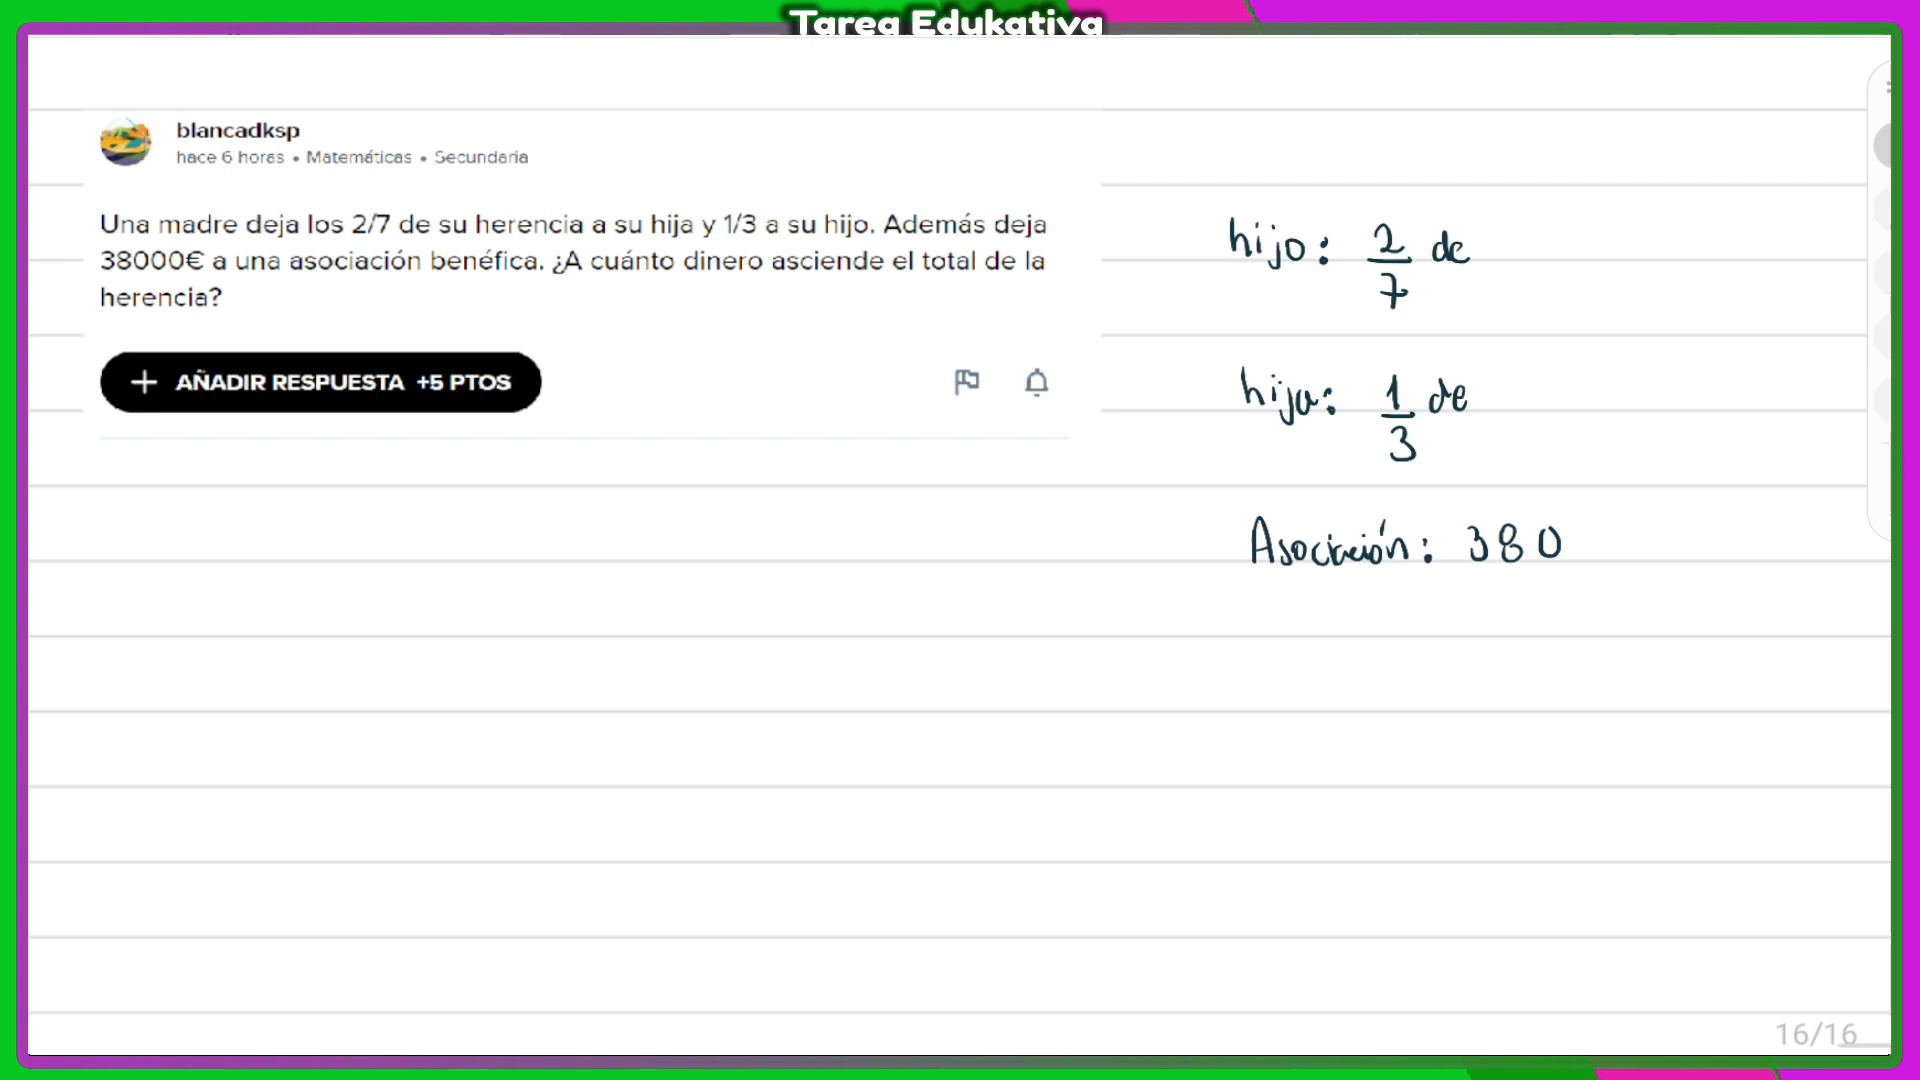 Tarea Edukativa
blancadksp
hace 6 horas • Matemáticas • Secundaria
Una madre deja los 2/7 de su herencia a su hija y 1/3 a su hijo. Además deja
38000€ a una asociación benéfica. ¿A cuánto dinero asciende el total de la
herencia?
+ AÑADIR RESPUESTA +5 PTOS
hijo: 2/7 de
hija: 1/3 de
Asociación: 380
16/16